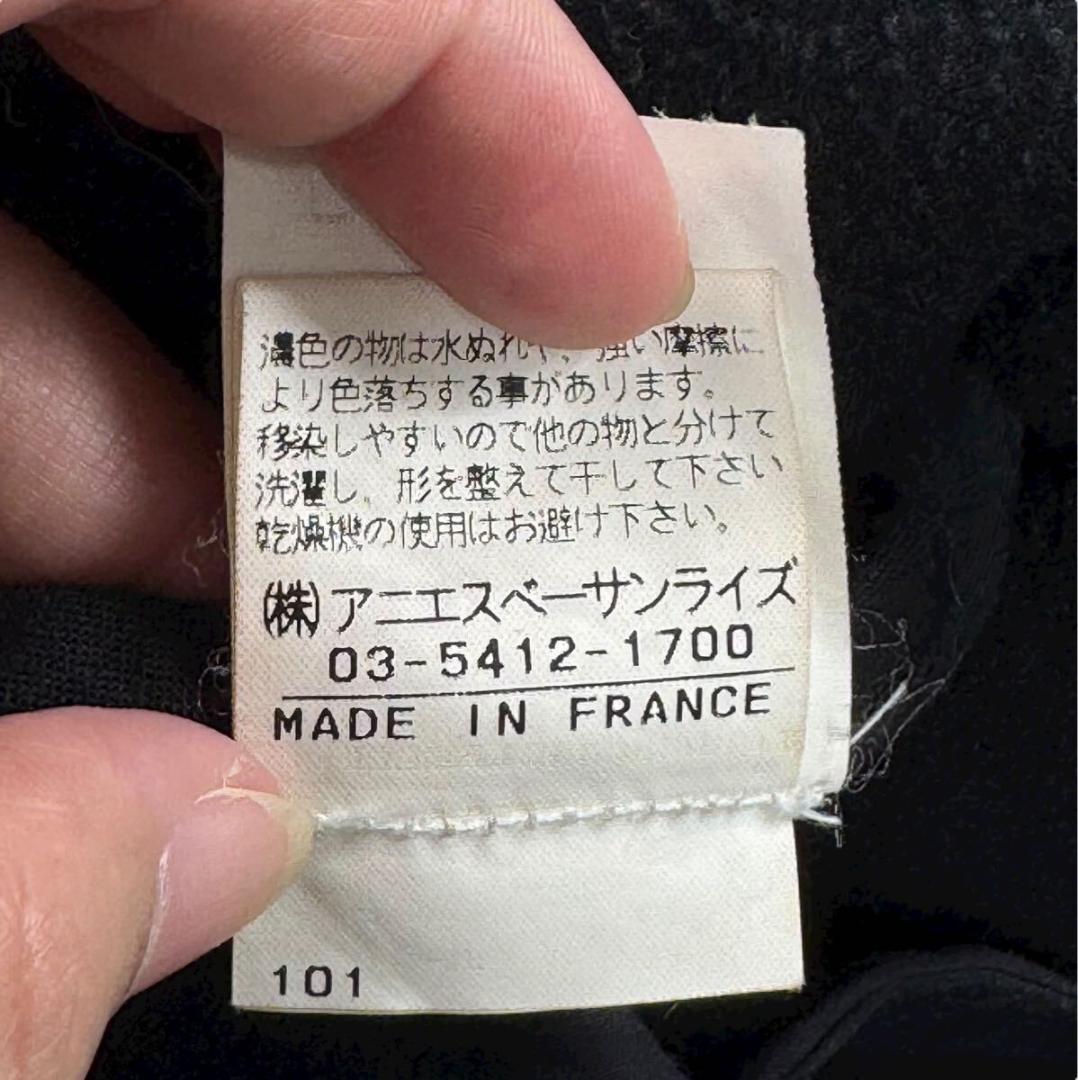 濃色の物は水ぬれや、強い摩擦に
より色落ちする事があります。
移染しやすいので他の物と分けて
洗濯し、形を整えて干して下さい
乾燥機の使用はお避け下さい。
(株)アニエスベーサンライズ
03-5412-1700
MADE IN FRANCE
101